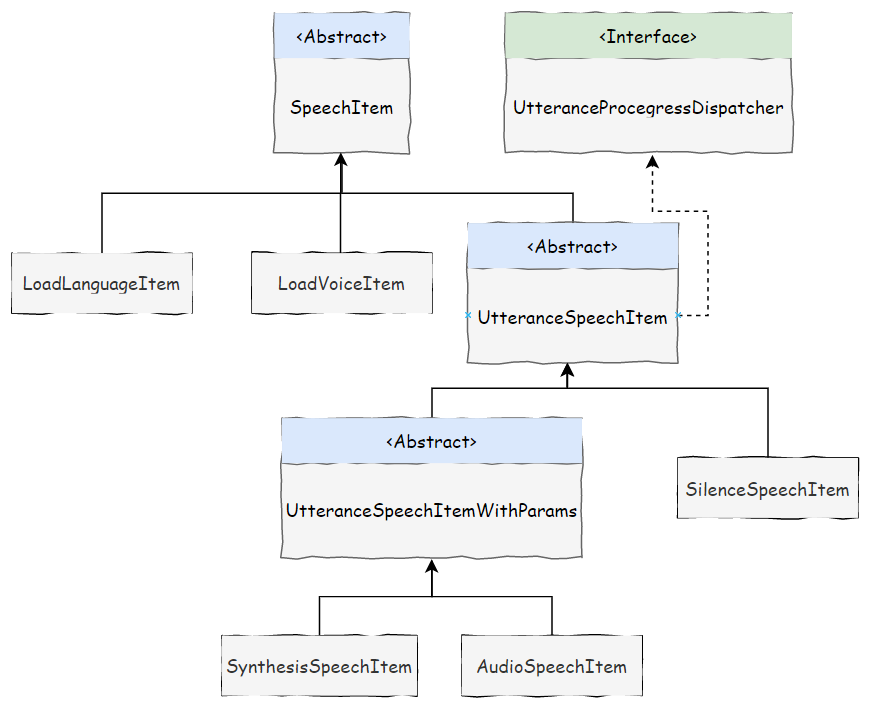 <Abstract>
SpeechItem
<Interface>
UtteranceProcegressDispatcher
LoadLanguageItem
LoadVoiceItem
<Abstract>
UtteranceSpeechItem
<Abstract>
UtteranceSpeechItemWithParams
SilenceSpeechItem
SynthesisSpeechItem
AudioSpeechItem